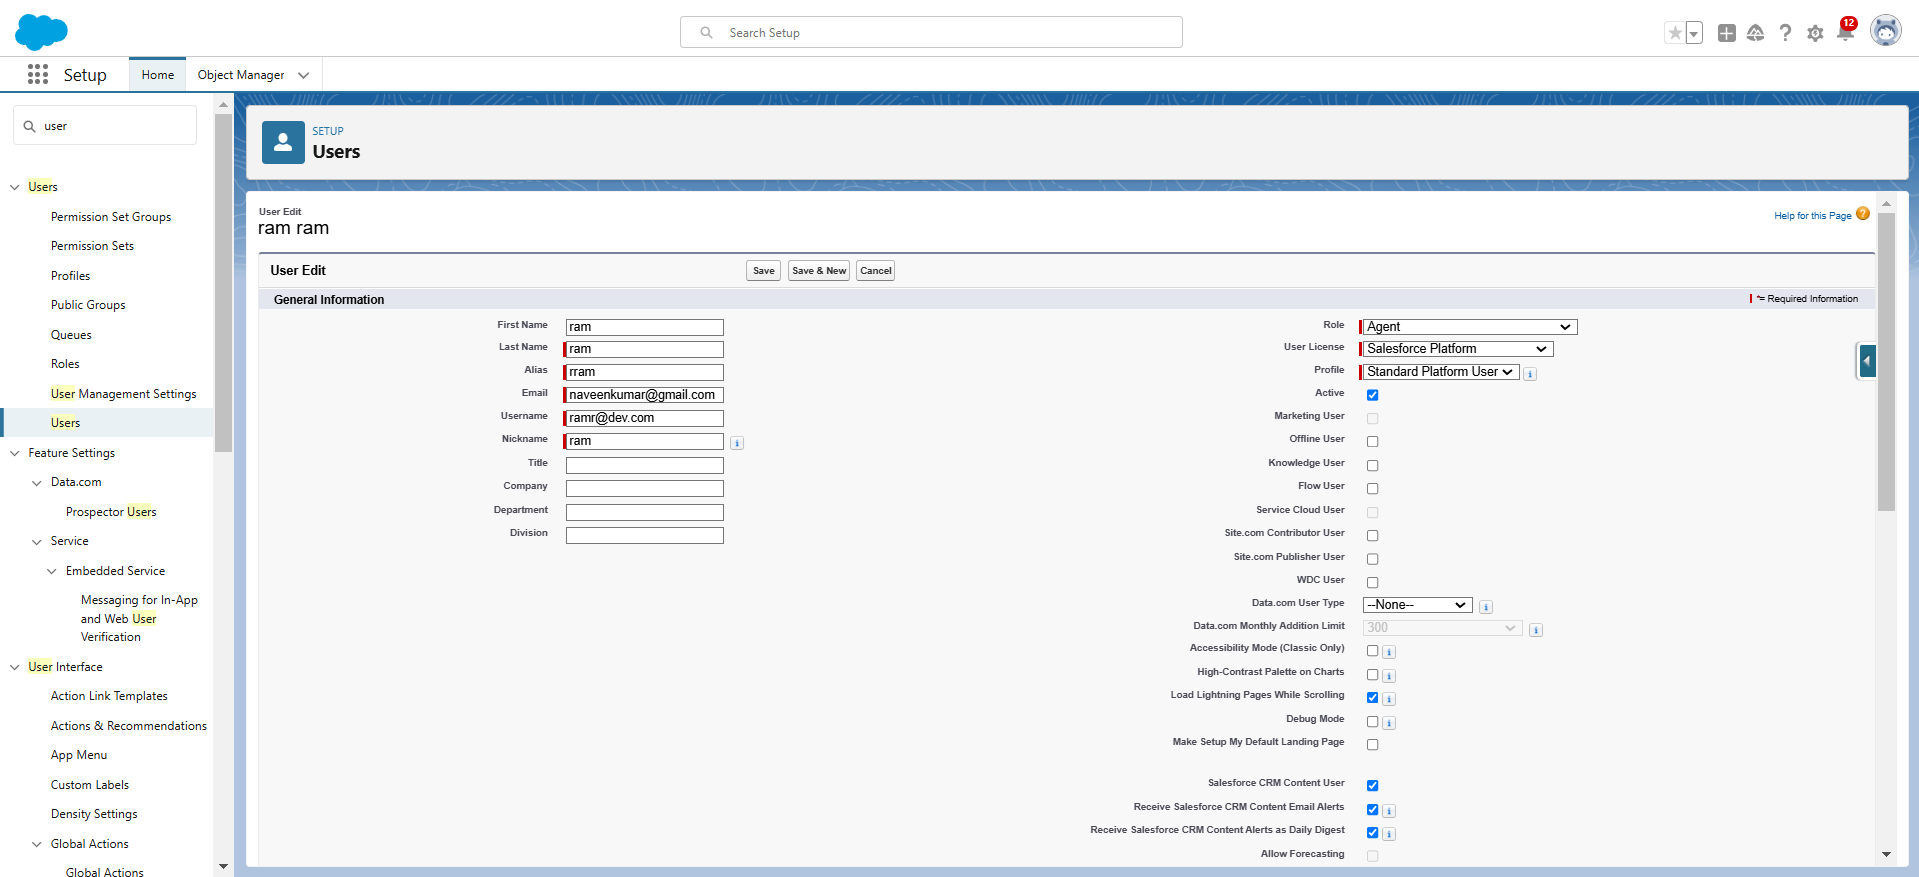 Search Setup
12
Setup
Home
Object Manager
user
Users
Permission Set Groups
Permission Sets
Profiles
Public Groups
Queues
Roles
User Management Settings
Users
Feature Settings
Data.com
Prospector Users
Service
Embedded Service
Messaging for In-App
and Web User
Verification
User Interface
Action Link Templates
Actions & Recommendations
App Menu
Custom Labels
Density Settings
Global Actions
Global Actions
SETUP
Users
User Edit
ram ram
Help for this Page ?
User Edit
Save
Save & New
Cancel
General Information
*= Required Information
First Name ram
Last Name ram
Alias rram
Email naveenkumar@gmail.com
Username ramr@dev.com
Nickname ram
Title
Company
Department
Division
Role Agent
User License Salesforce Platform
Profile Standard Platform User
Active
Marketing User
Offline User
Knowledge User
Flow User
Service Cloud User
Site.com Contributor User
Site.com Publisher User
WDC User
Data.com User Type --None--
Data.com Monthly Addition Limit 300
Accessibility Mode (Classic Only)
High-Contrast Palette on Charts
Load Lightning Pages While Scrolling
Debug Mode
Make Setup My Default Landing Page
Salesforce CRM Content User
Receive Salesforce CRM Content Email Alerts
Receive Salesforce CRM Content Alerts as Daily Digest
Allow Forecasting